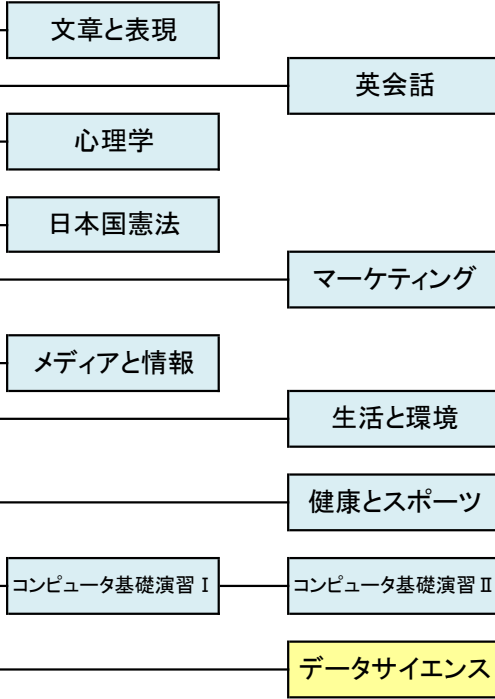 文章と表現
英会話
心理学
日本国憲法
マーケティング
メディアと情報
生活と環境
健康とスポーツ
コンピュータ基礎演習Ⅰ
コンピュータ基礎演習Ⅱ
データサイエンス